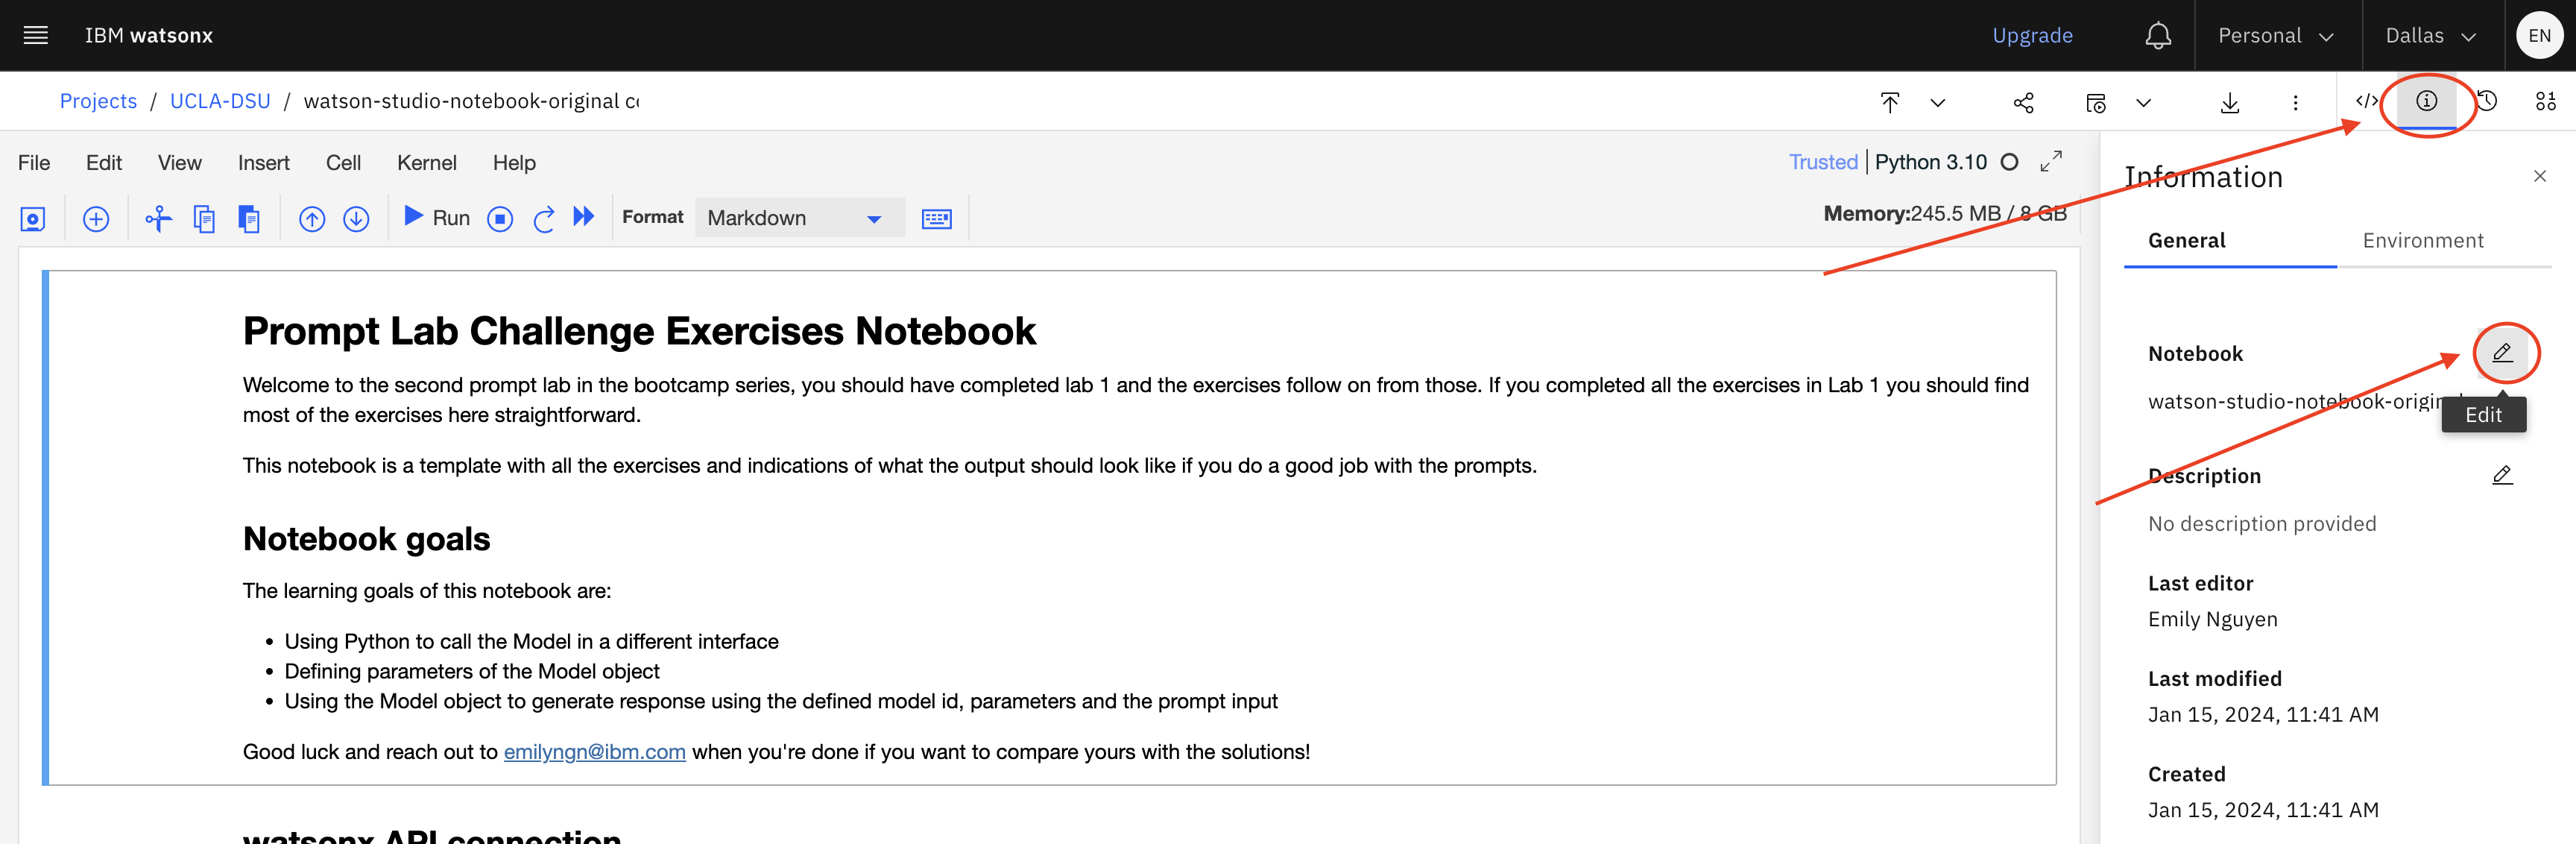 IBM watsonx
Upgrade
Personal
Dallas
EN
Projects / UCLA-DSU / watson-studio-notebook-original
File Edit View Insert Cell Kernel Help
Trusted | Python 3.10
Run
Format
Markdown
Memory:245.5 MB / 8 GB
Prompt Lab Challenge Exercises Notebook
Welcome to the second prompt lab in the bootcamp series, you should have completed lab 1 and the exercises follow on from those. If you completed all the exercises in Lab 1 you should find
most of the exercises here straightforward.
This notebook is a template with all the exercises and indications of what the output should look like if you do a good job with the prompts.
Notebook goals
The learning goals of this notebook are:
• Using Python to call the Model in a different interface
• Defining parameters of the Model object
• Using the Model object to generate response using the defined model id, parameters and the prompt input
Good luck and reach out to emilyngn@ibm.com when you're done if you want to compare yours with the solutions!
watsonx API connection
Information
General
Environment
Notebook
watson-studio-notebook-original
Edit
Description
No description provided
Last editor
Emily Nguyen
Last modified
Jan 15, 2024, 11:41 AM
Created
Jan 15, 2024, 11:41 AM